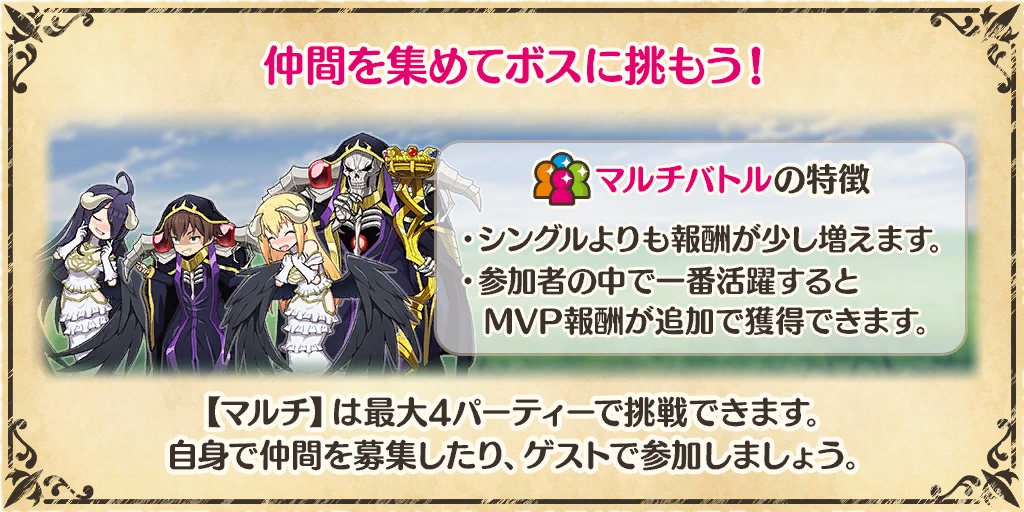 仲間を集めてボスに挑もう！
マルチバトルの特徴
・シングルよりも報酬が少し増えます。
・参加者の中で一番活躍すると
MVP報酬が追加で獲得できます。
【マルチ】は最大4パーティーで挑戦できます。
自身で仲間を募集したり、ゲストで参加しましょう。